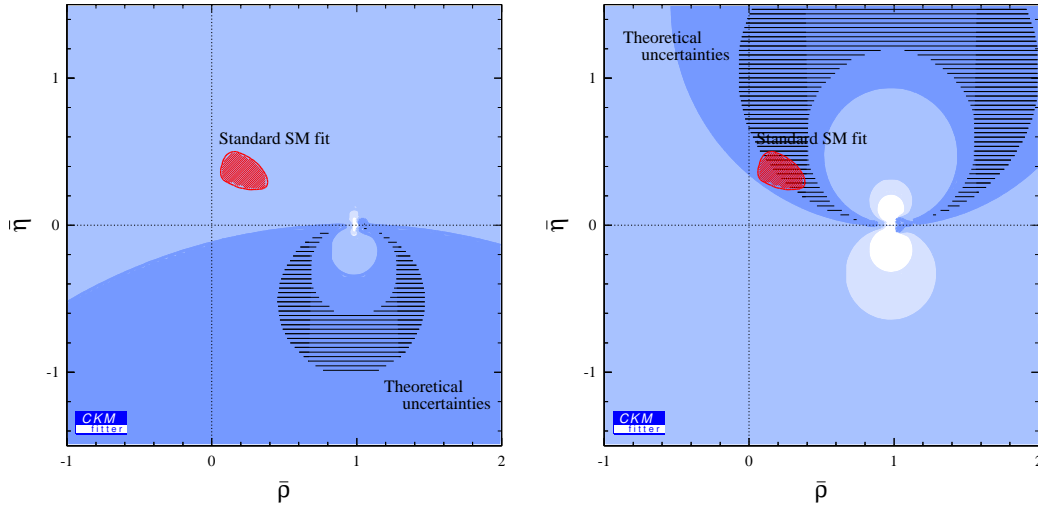 Standard SM fit
Theoretical
uncertainties
1
0
-1
-1
0
1
2
η̄
ρ̄
CKM
fitter
Theoretical
uncertainties
Standard SM fit
1
0
-1
-1
0
1
2
η̄
ρ̄
CKM
fitter